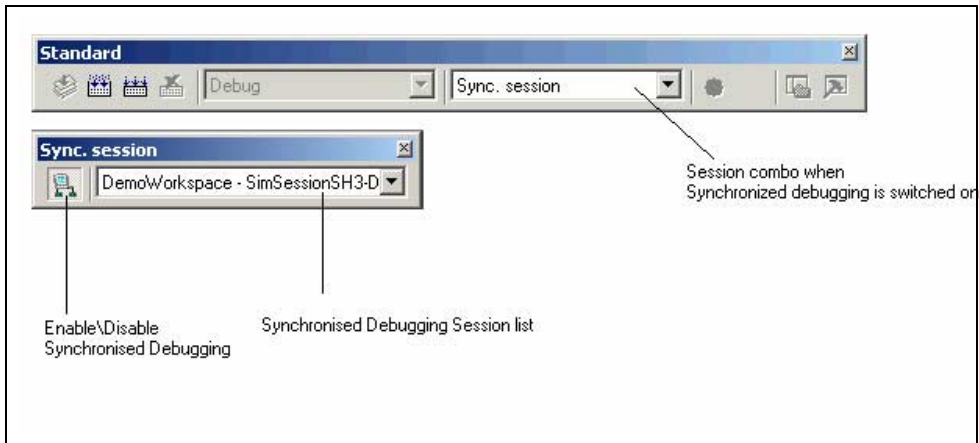 Standard
Debug
Sync. session
Sync. session
DemoWorkspace - SimSessionSH3-D
Session combo when
Synchronized debugging is switched on
Enable\Disable
Synchronised Debugging
Synchronised Debugging Session list